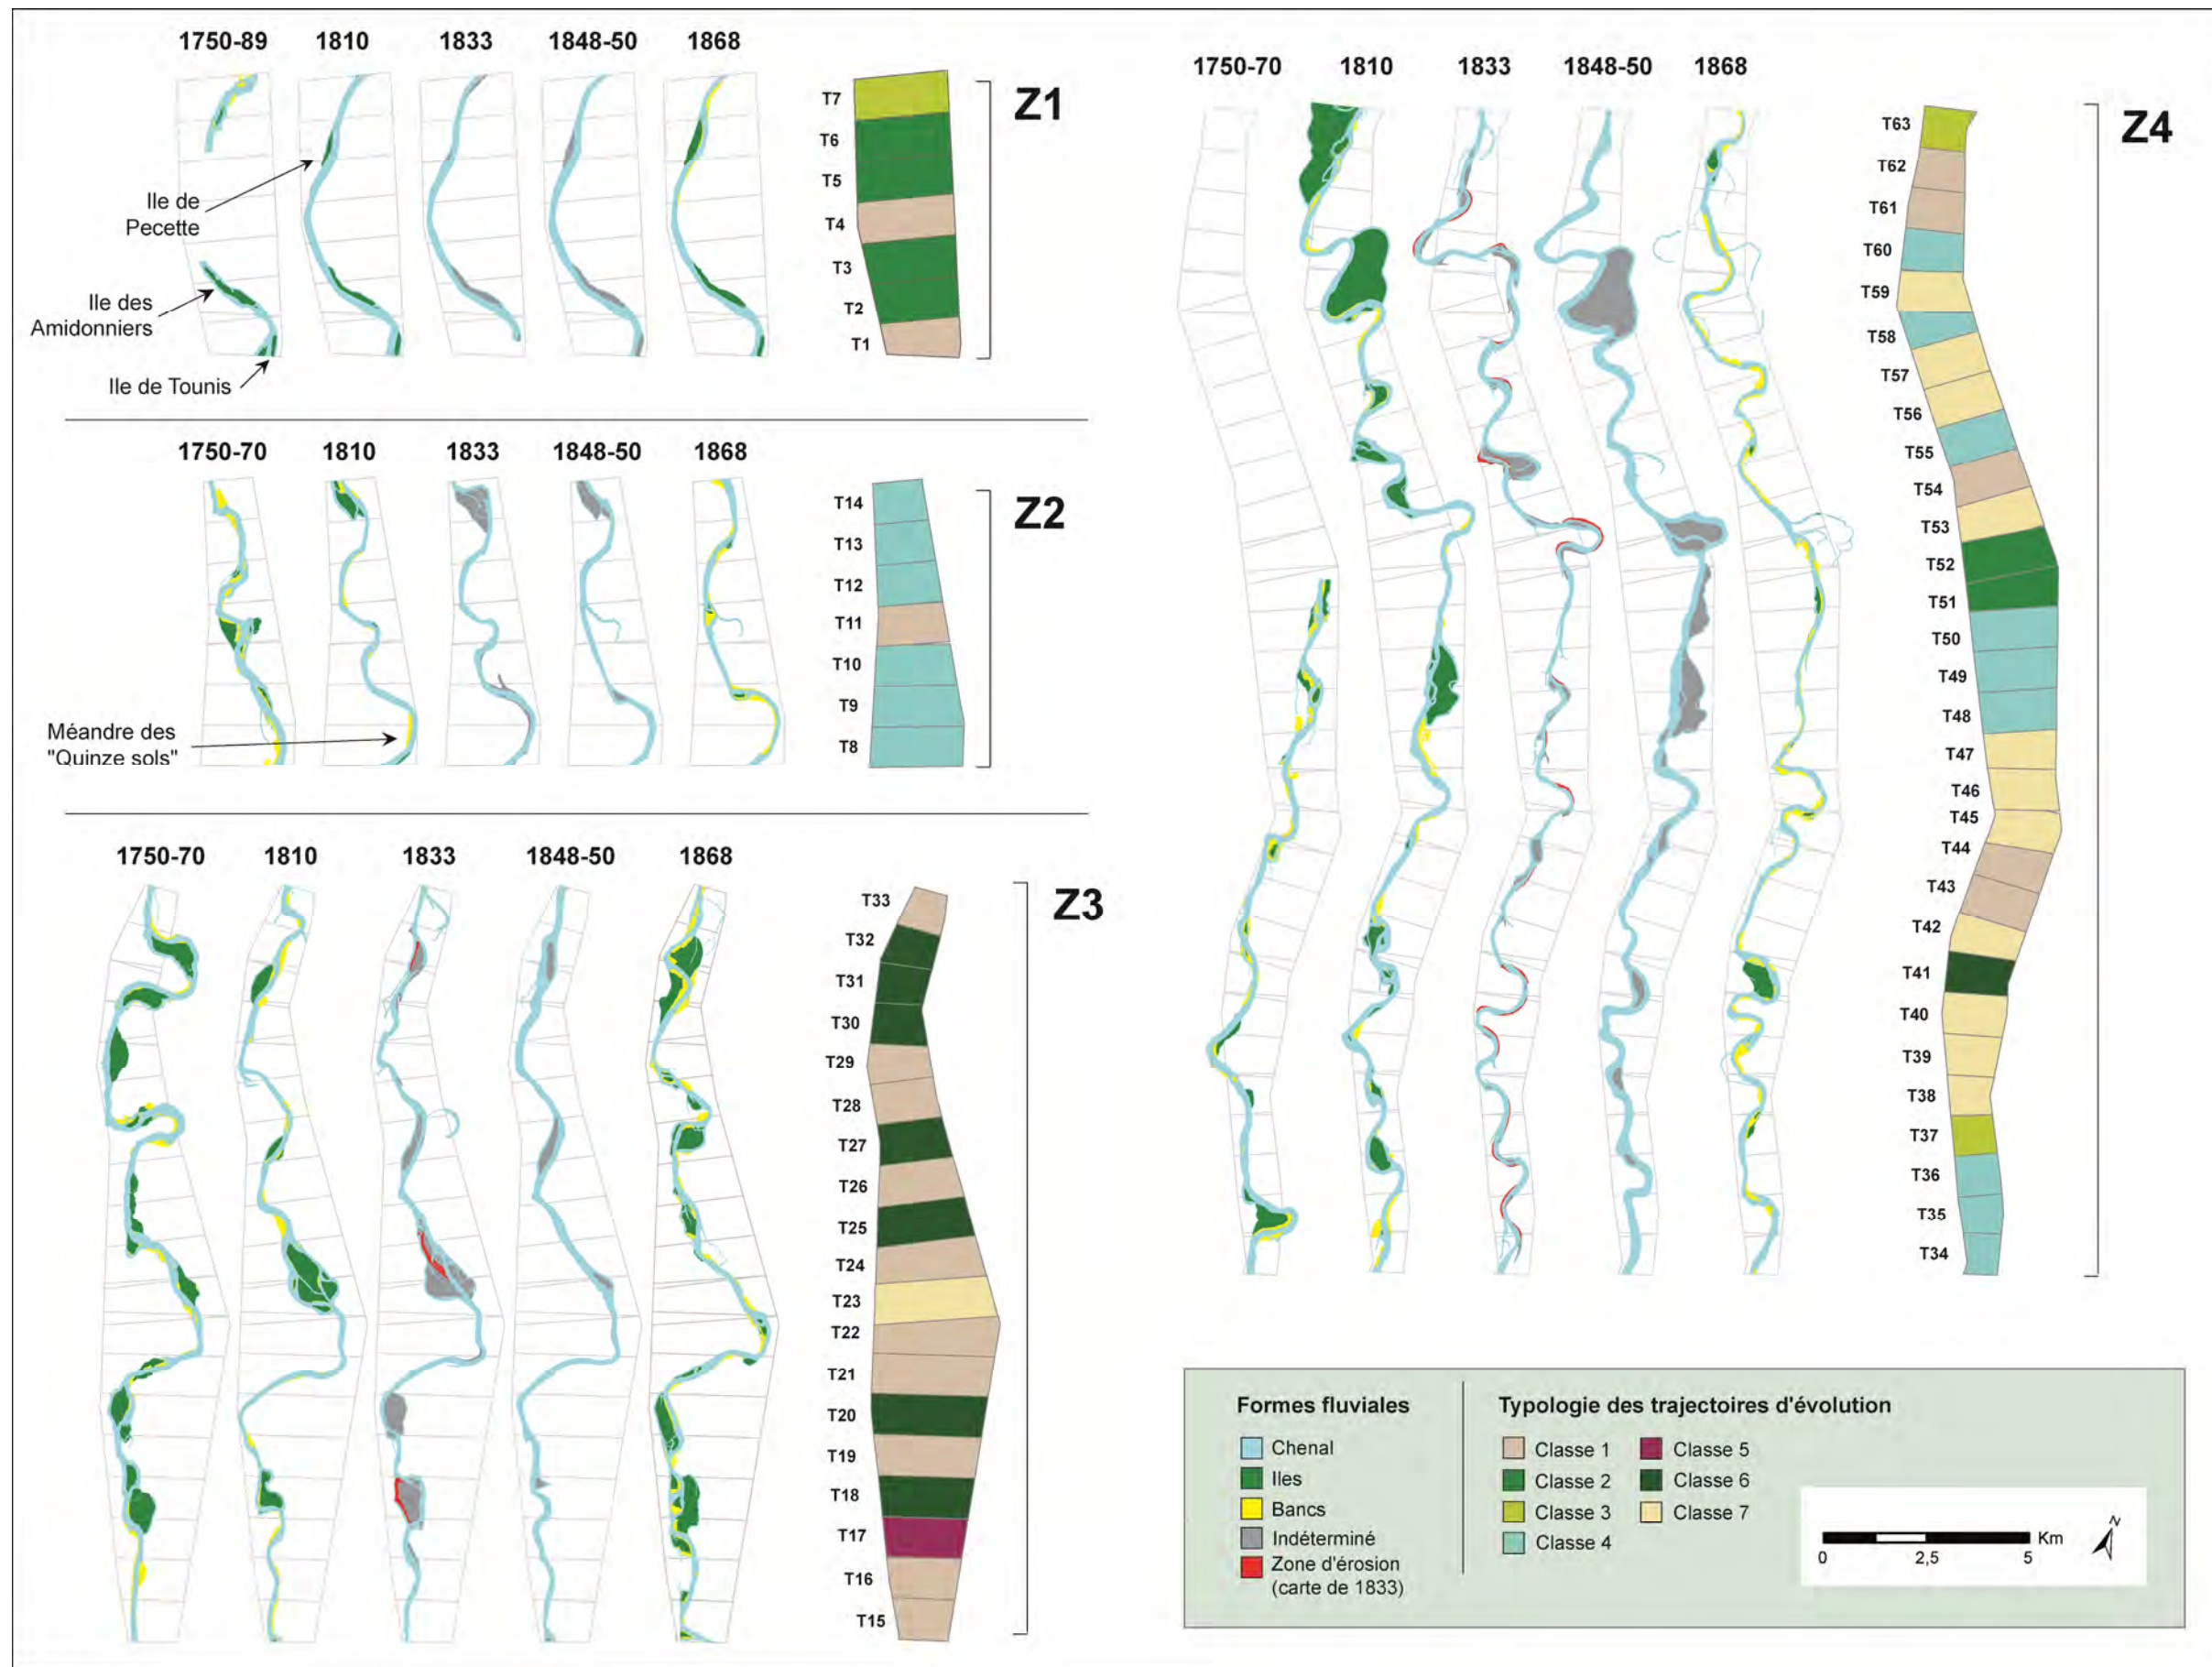 1750-89 1810 1833 1848-50 1868
T7
T6
T5
T4
T3
T2
T1
Z1
Ile de
Pecette
Ile des
Amidonniers
Ile de Tounis
1750-70 1810 1833 1848-50 1868
T14
T13
T12
T11
T10
T9
T8
Z2
Méandre des
"Quinze sols"
1750-70 1810 1833 1848-50 1868
T33
T32
T31
T30
T29
T28
T27
T26
T25
T24
T23
T22
T21
T20
T19
T18
T17
T16
T15
Z3
1750-70 1810 1833 1848-50 1868
T63
T62
T61
T60
T59
T58
T57
T56
T55
T54
T53
T52
T51
T50
T49
T48
T47
T46
T45
T44
T43
T42
T41
T40
T39
T38
T37
T36
T35
T34
Z4
Formes fluviales
Chenal
Iles
Bancs
Indéterminé
Zone d'érosion
(carte de 1833)
Typologie des trajectoires d'évolution
Classe 1 Classe 5
Classe 2 Classe 6
Classe 3 Classe 7
Classe 4
Km
0 2,5 5
N